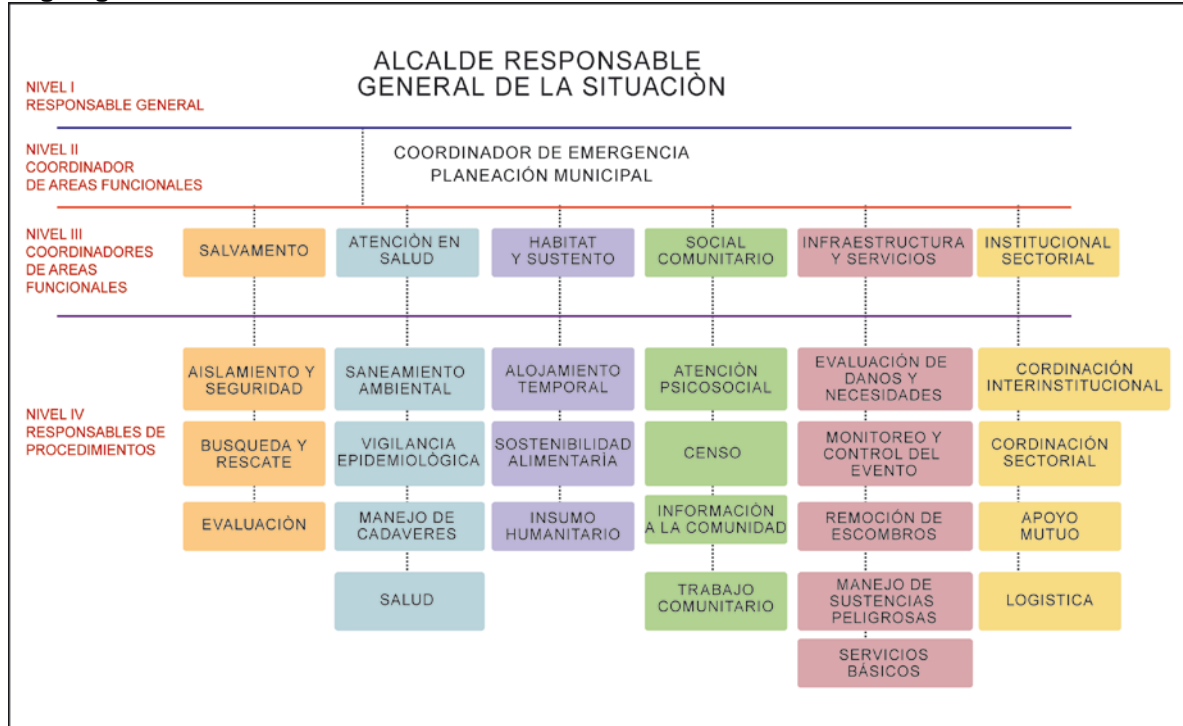 ALCALDE RESPONSABLE
GENERAL DE LA SITUACIÒN
NIVEL I
RESPONSABLE GENERAL
NIVEL II
COORDINADOR
DE AREAS FUNCIONALES
COORDINADOR DE EMERGENCIA
PLANEACIÓN MUNICIPAL
NIVEL III
COORDINADORES
DE AREAS
FUNCIONALES
SALVAMENTO
ATENCIÒN EN
SALUD
HABITAT
Y SUSTENTO
SOCIAL
COMUNITARIO
INFRAESTRUCTURA
Y SERVICIOS
INSTITUCIONAL
SECTORIAL
NIVEL IV
RESPONSABLES DE
PROCEDIMIENTOS
AISLAMIENTO Y
SEGURIDAD
SANEAMIENTO
AMBIENTAL
ALOJAMIENTO
TEMPORAL
ATENCIÒN
PSICOSOCIAL
EVALUACIÓN DE
DANOS Y
NECESIDADES
CORDINACIÓN
INTERINSTITUCIONAL
BUSQUEDA Y
RESCATE
VIGILANCIA
EPIDEMIOLÒGICA
SOSTENIBILIDAD
ALIMENTARÌA
CENSO
MONITOREO Y
CONTROL DEL
EVENTO
CORDINACIÓN
SECTORIAL
EVALUACIÒN
MANEJO DE
CADAVERES
INSUMO
HUMANITARIO
INFORMACIÓN
A LA COMUNIDAD
REMOCIÓN DE
ESCOMBROS
APOYO
MUTUO
SALUD
TRABAJO
COMUNITARIO
MANEJO DE
SUSTENCIAS
PELIGROSAS
LOGISTICA
SERVICIOS
BÁSICOS